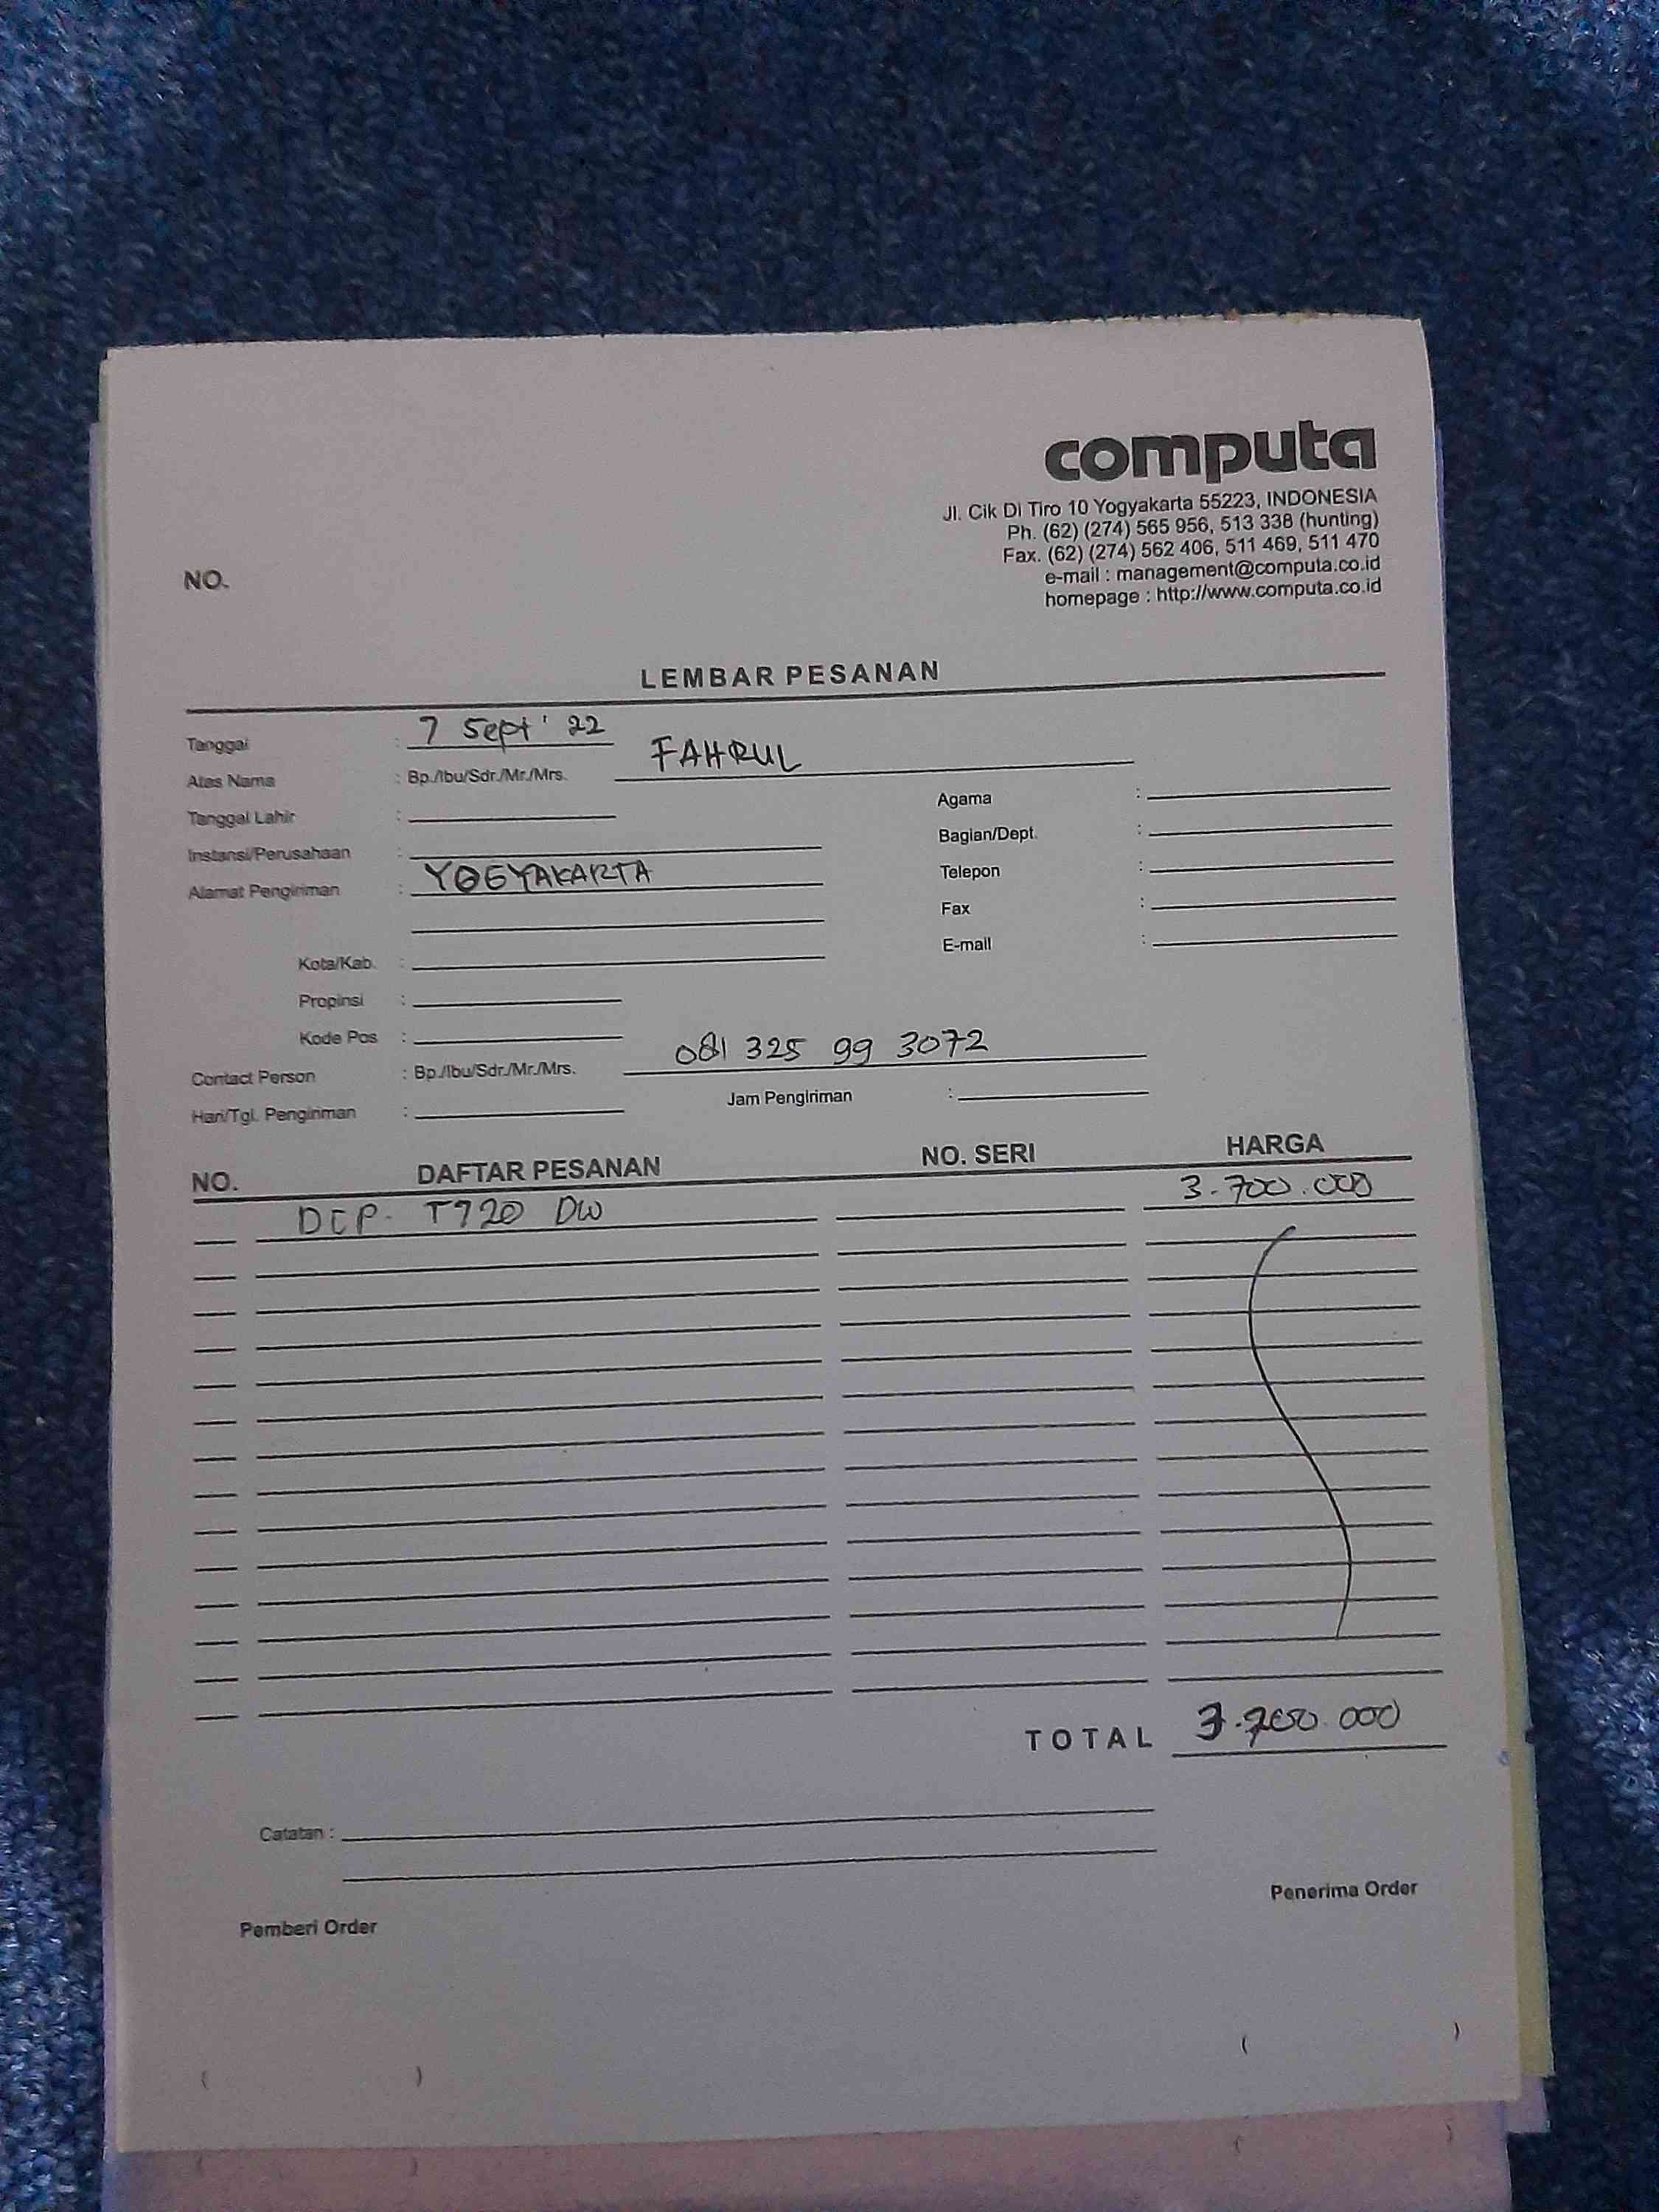 computa
Jl. Cik Di Tiro 10 Yogyakarta 55223, INDONESIA
Ph. (62) (274) 565 956, 513 338 (hunting)
Fax. (62) (274) 562 406, 511 469, 511 470
e-mail : management@computa.co.id
homepage : http://www.computa.co.id
NO.
LEMBAR PESANAN
Tanggal : 7 Sept ' 22
Atas Nama : Bp./Ibu/Sdr./Mr./Mrs. FAHRUL
Tanggal Lahir :
Agama :
Instansi/Perusahaan :
Bagian/Dept. :
Alamat Pengiriman : YOGYAKARTA
Telepon :
Fax :
Kota/Kab. :
E-mail :
Propinsi :
Kode Pos :
Contact Person : Bp./Ibu/Sdr./Mr./Mrs. 081 325 99 3072
Hari/Tgl. Pengiriman :
Jam Pengiriman :
NO. DAFTAR PESANAN NO. SERI HARGA
DCP- T720 DW 3.700.000
TOTAL 3.700.000
Catatan :
Pemberi Order
Penerima Order
( )
( )
( )
( )